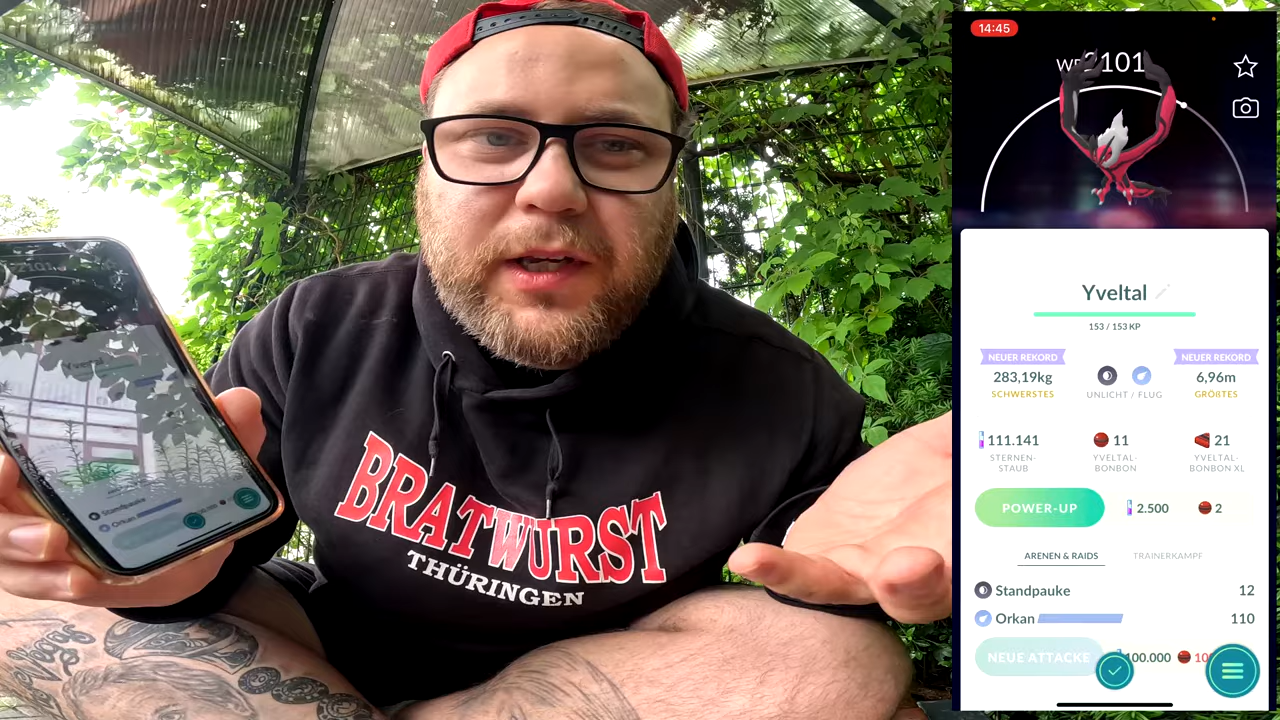 BRATWURST
THÜRINGEN
Standpauke
Orkan
14:45
WP 2101
Yveltal
153 / 153 KP
NEUER REKORD
NEUER REKORD
283,19kg
6,96m
SCHWERSTES
UNLICHT / FLUG
GRÖßTES
111.141
11
21
STERNEN-
STAUB
YVELTAL-
BONBON
YVELTAL-
BONBON XL
POWER-UP
2.500
2
ARENEN & RAIDS
TRAINERKAMPF
Standpauke 12
Orkan 110
NEUE ATTACKE
100.000